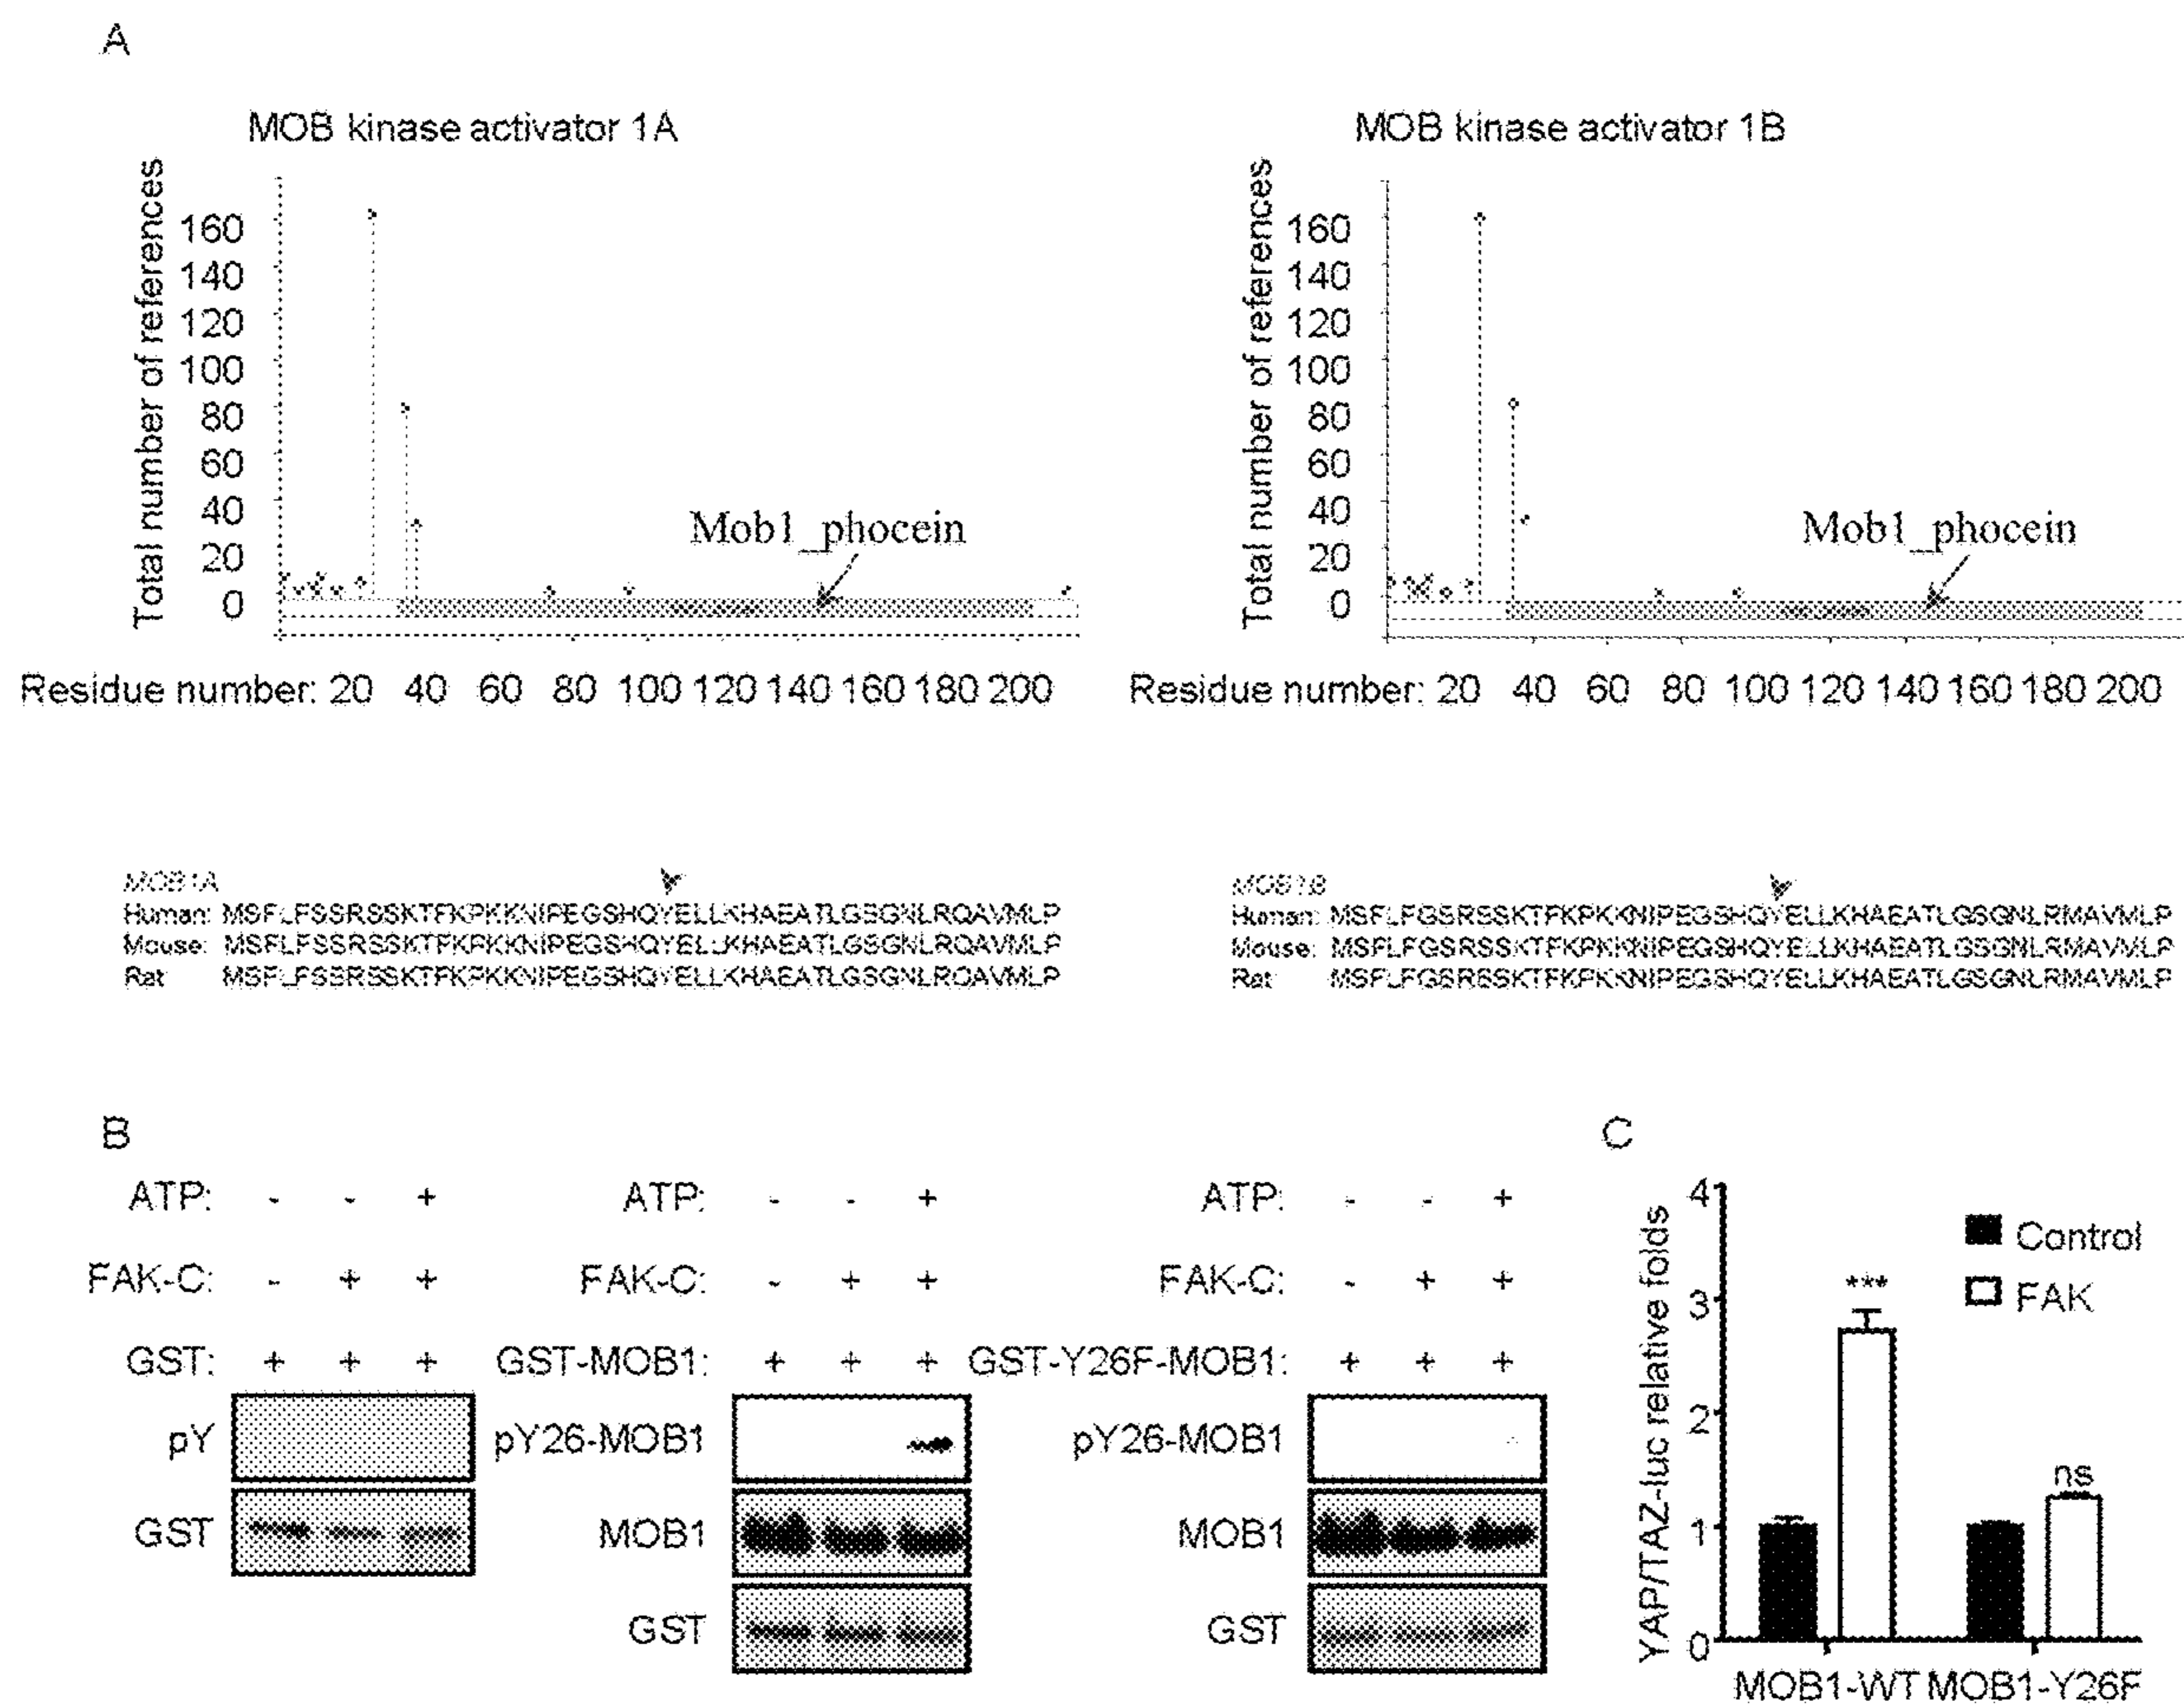 A
MOB kinase activator 1A
Total number of references
160
140
120
100
80
60
40
20
0
Mob1_phocein
Residue number: 20 40 60 80 100 120 140 160 180 200
MOB kinase activator 1B
Total number of references
160
140
120
100
80
60
40
20
0
Mob1_phocein
Residue number: 20 40 60 80 100 120 140 160 180 200
MOB1A
Human: MSFLFSSRSSKTFKPKKNIPEGSHQYELLKHAEATLGSGNLRQAVMLP
Mouse: MSFLFSSRSSKTFKPKKNIPEGSHQYELLKHAEATLGSGNLRQAVMLP
Rat: MSFLFSSRSSKTFKPKKNIPEGSHQYELLKHAEATLGSGNLRQAVMLP
MOB1B
Human: MSFLFGSRSSKTFKPKKNIPEGSHQYELLKHAEATLGSGNLRMAVMLP
Mouse: MSFLFGSRSSKTFKPKKNIPEGSHQYELLKHAEATLGSGNLRMAVMLP
Rat: MSFLFGSRSSKTFKPKKNIPEGSHQYELLKHAEATLGSGNLRMAVMLP
B
ATP: - - +
FAK-C: - + +
GST: + + +
pY
GST
ATP: - - +
FAK-C: - + +
GST-MOB1: + + +
pY26-MOB1
MOB1
GST
ATP: - - +
FAK-C: - + +
GST-Y26F-MOB1: + + +
pY26-MOB1
MOB1
GST
C
YAP/TAZ-luc relative folds
4
3
2
1
0
Control
FAK
***
ns
MOB1-WT MOB1-Y26F